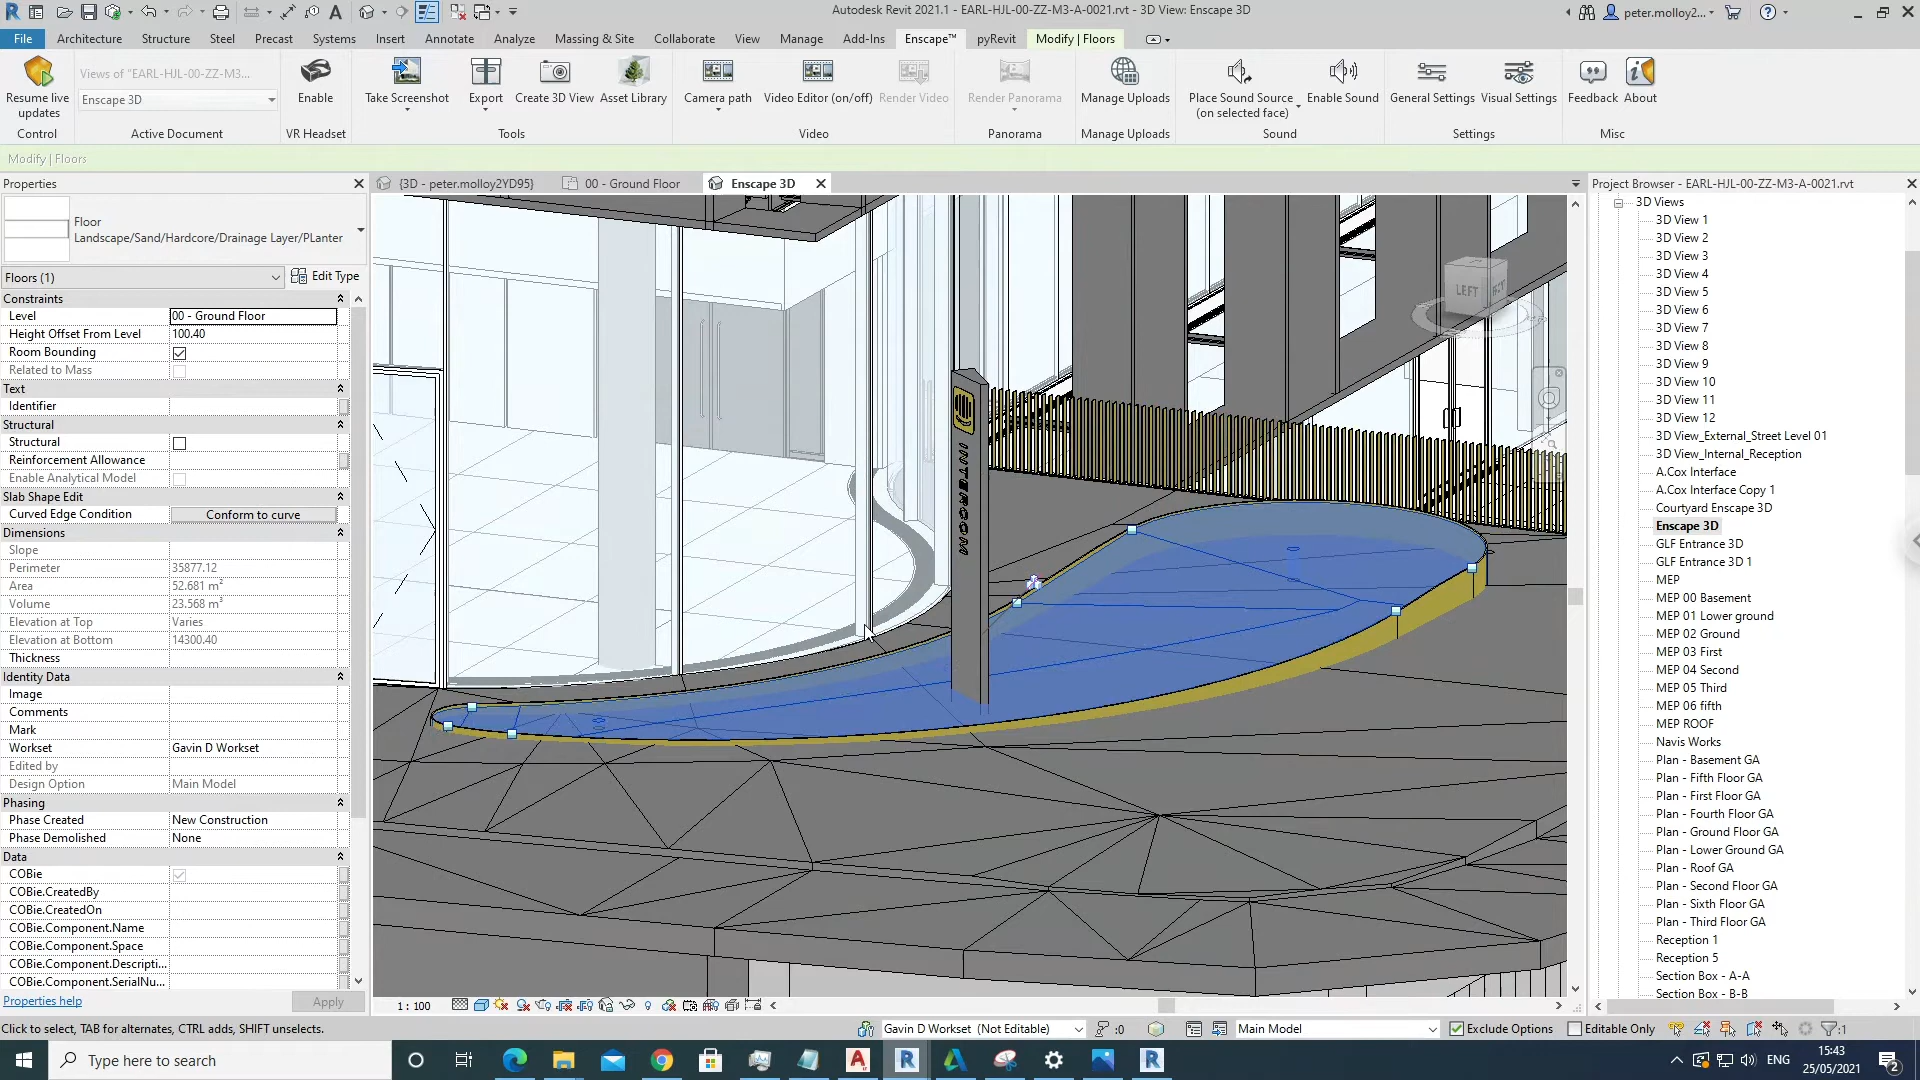 Autodesk Revit 2021.1 - EARL-HJL-00-ZZ-M3-A-0021.rvt - 3D View: Enscape 3D
peter.molloy2...
File Architecture Structure Steel Precast Systems Insert Annotate Analyze Massing & Site Collaborate View Manage Add-Ins Enscape™ pyRevit Modify | Floors
Resume live updates
Views of "EARL-HJL-00-ZZ-M3...
Enscape 3D
Enable
Take Screenshot
Export
Create 3D View
Asset Library
Camera path
Video Editor (on/off)
Render Video
Render Panorama
Manage Uploads
Place Sound Source
(on selected face)
Enable Sound
General Settings
Visual Settings
Feedback
About
Control
Active Document
VR Headset
Tools
Video
Panorama
Manage Uploads
Sound
Settings
Misc
Modify | Floors
Properties
Floor
Landscape/Sand/Hardcore/Drainage Layer/PLanter
Floors (1)
Edit Type
Constraints
Level 00 - Ground Floor
Height Offset From Level 100.40
Room Bounding
Related to Mass
Text
Identifier
Structural
Structural
Reinforcement Allowance
Enable Analytical Model
Slab Shape Edit
Curved Edge Condition Conform to curve
Dimensions
Slope
Perimeter 35877.12
Area 52.681 m²
Volume 23.568 m³
Elevation at Top Varies
Elevation at Bottom 14300.40
Thickness
Identity Data
Image
Comments
Mark
Workset Gavin D Workset
Edited by
Design Option Main Model
Phasing
Phase Created New Construction
Phase Demolished None
Data
COBie
COBie.CreatedBy
COBie.CreatedOn
COBie.Component.Name
COBie.Component.Space
COBie.Component.Descripti...
COBie.Component.SerialNu...
Properties help
Apply
{3D - peter.molloy2YD95}
00 - Ground Floor
Enscape 3D
LEFT
INTERCOM
1 : 100
Project Browser - EARL-HJL-00-ZZ-M3-A-0021.rvt
3D Views
3D View 1
3D View 2
3D View 3
3D View 4
3D View 5
3D View 6
3D View 7
3D View 8
3D View 9
3D View 10
3D View 11
3D View 12
3D View_External_Street Level 01
3D View_Internal_Reception
A.Cox Interface
A.Cox Interface Copy 1
Courtyard Enscape 3D
Enscape 3D
GLF Entrance 3D
GLF Entrance 3D 1
MEP
MEP 00 Basement
MEP 01 Lower ground
MEP 02 Ground
MEP 03 First
MEP 04 Second
MEP 05 Third
MEP 06 fifth
MEP ROOF
Navis Works
Plan - Basement GA
Plan - Fifth Floor GA
Plan - First Floor GA
Plan - Fourth Floor GA
Plan - Ground Floor GA
Plan - Lower Ground GA
Plan - Roof GA
Plan - Second Floor GA
Plan - Sixth Floor GA
Plan - Third Floor GA
Reception 1
Reception 5
Section Box - A-A
Section Box - B-B
Click to select, TAB for alternates, CTRL adds, SHIFT unselects.
Gavin D Workset (Not Editable)
:0
Main Model
Exclude Options
Editable Only
:1
Type here to search
ENG
15:43
25/05/2021
2